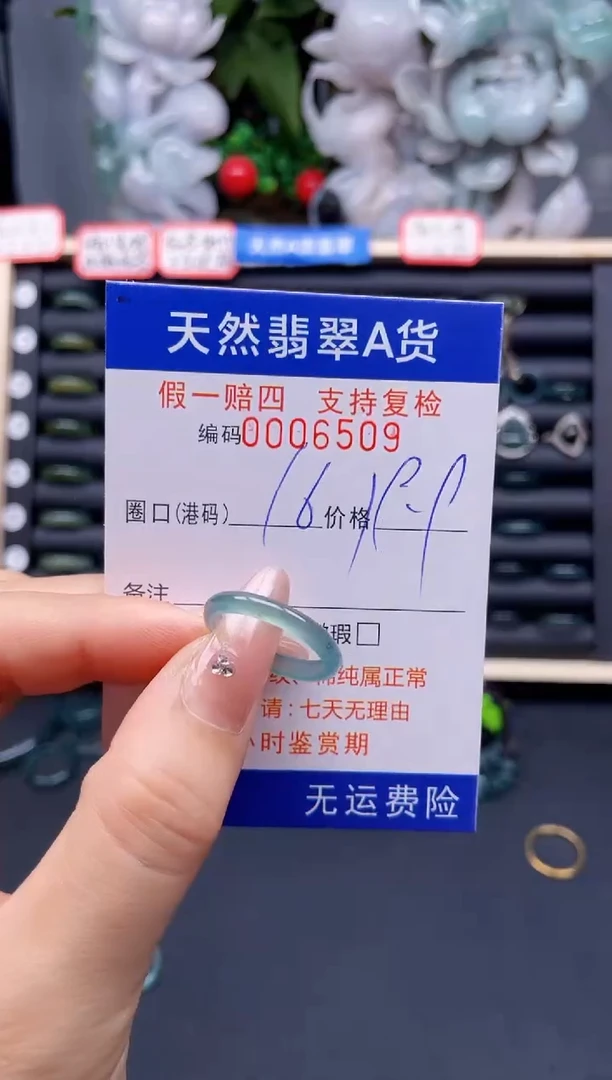 天然翡翠A货
假一赔四 支持复检
编码0006509
圈口(港码) 16 价格
备注
瑕□
纯属正常
请:七天无理由
时鉴赏期
无运费险